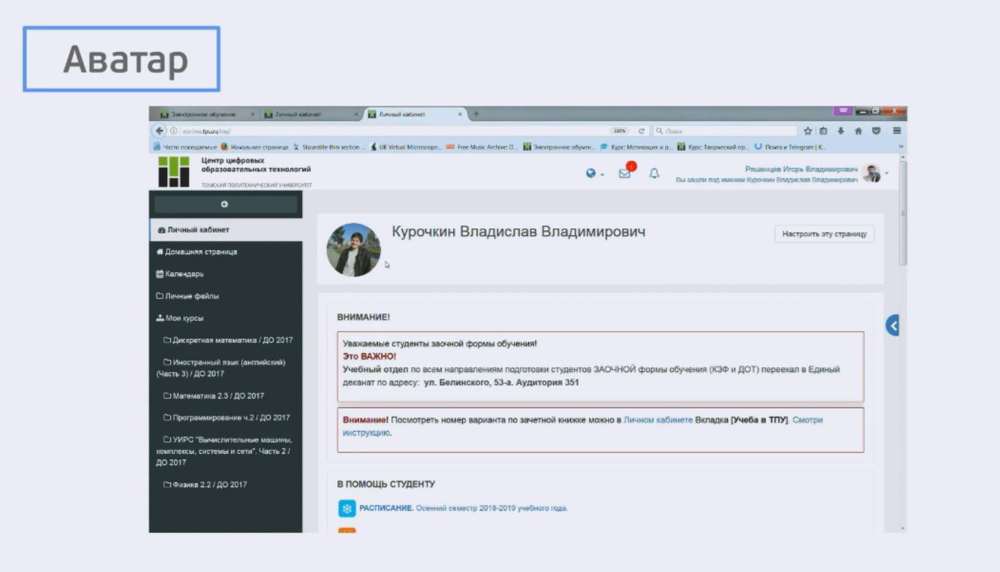 Аватар
Электронное обучение
Личный кабинет
Личный кабинет
eor.lms.tpu.ru/my/
120%
Поиск
Часто посещаемые
Начальная страница
Staurolite thin section ...
UK Virtual Microscope...
Free Music Archive: D...
Электронное обучен...
Курс: Мотивация и р...
Курс: Творческий пр...
Почта и Telegram | К...
Центр цифровых
образовательных технологий
ТОМСКИЙ ПОЛИТЕХНИЧЕСКИЙ УНИВЕРСИТЕТ
1
Ряшенцев Игорь Владимирович
Вы зашли под именем Курочкин Владислав Владимирович
Личный кабинет
Домашняя страница
Календарь
Личные файлы
Мои курсы
Дискретная математика / ДО 2017
Иностранный язык (английский)
(Часть 3) / ДО 2017
Математика 2.3 / ДО 2017
Программирование ч.2 / ДО 2017
УИРС "Вычислительные машины,
комплексы, системы и сети". Часть 2 /
ДО 2017
Физика 2.2 / ДО 2017
Курочкин Владислав Владимирович
Настроить эту страницу
ВНИМАНИЕ!
Уважаемые студенты заочной формы обучения!
Это ВАЖНО!
Учебный отдел по всем направлениям подготовки студентов ЗАОЧНОЙ формы обучения (КЗФ и ДОТ) переехал в Единый
деканат по адресу: ул. Белинского, 53-а. Аудитория 351
Внимание! Посмотреть номер варианта по зачетной книжке можно в Личном кабинете Вкладка [Учеба в ТПУ]. Смотри
инструкцию.
В ПОМОЩЬ СТУДЕНТУ
РАСПИСАНИЕ. Осенний семестр 2018-2019 учебного года.